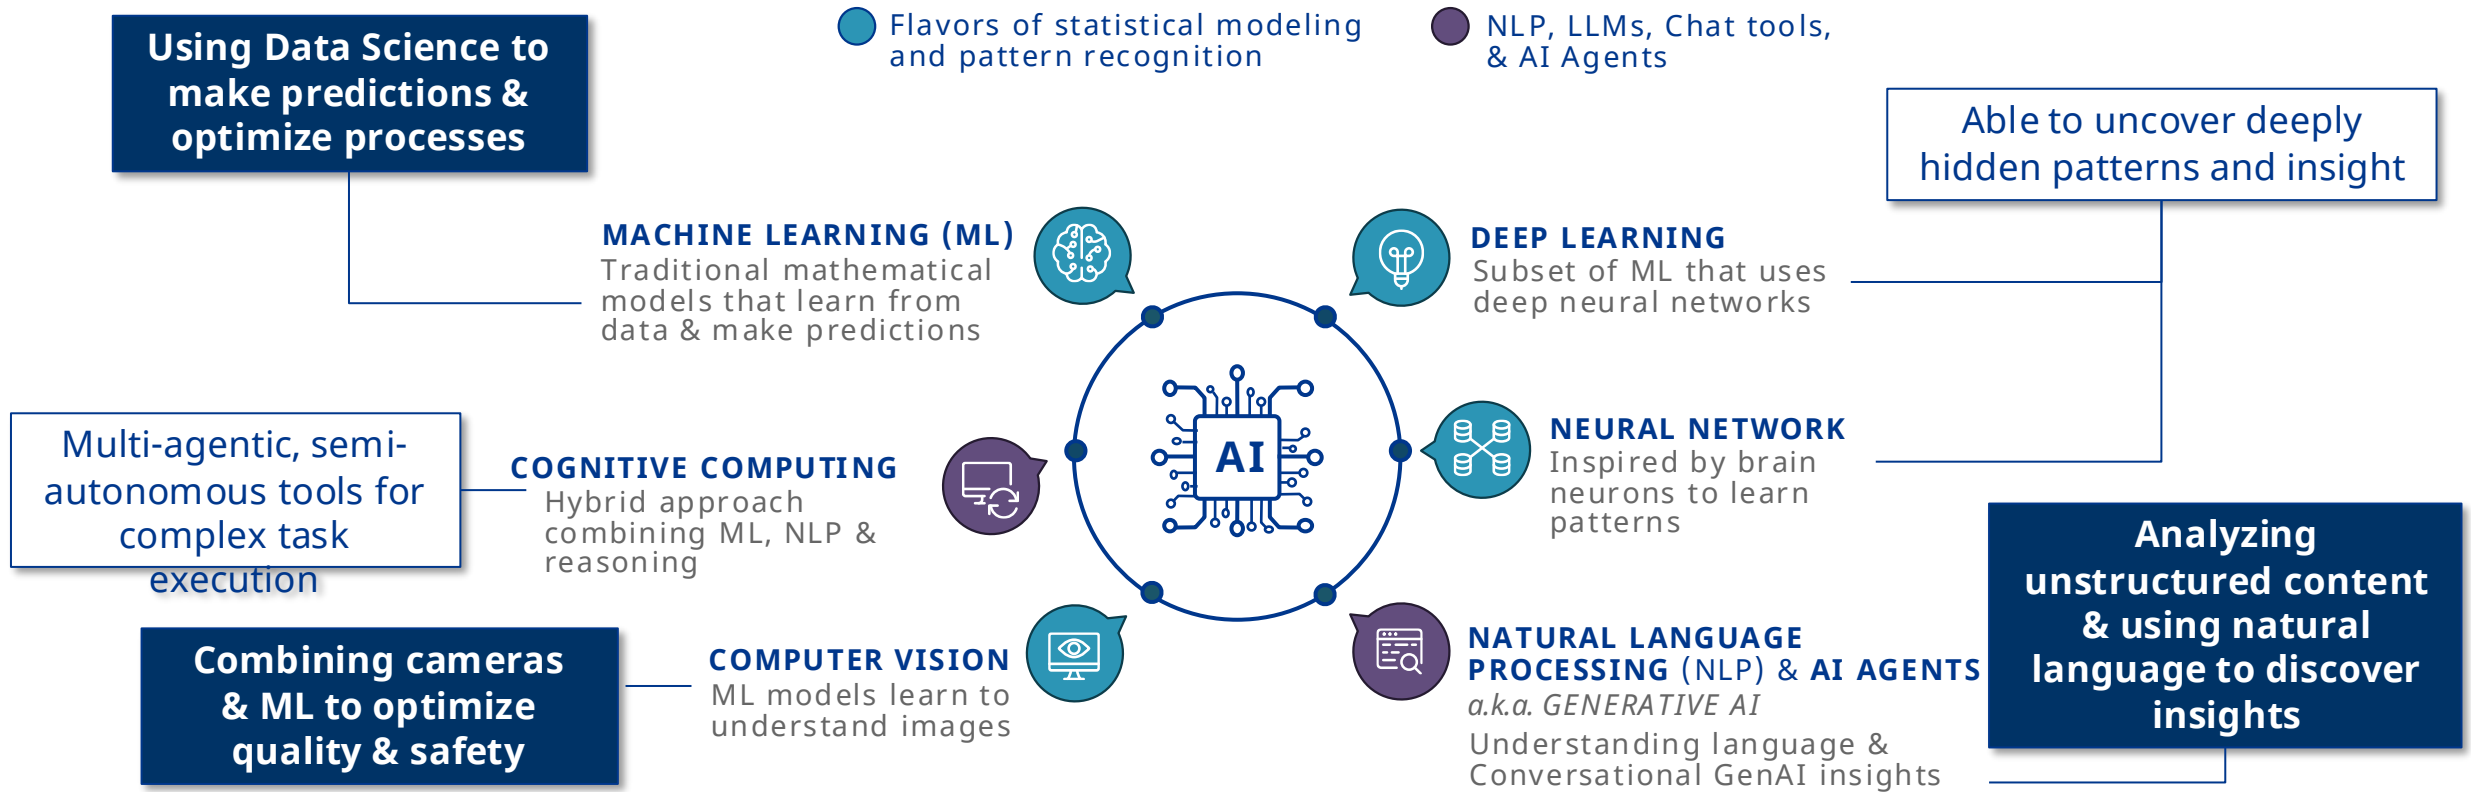 Flavors of statistical modeling
and pattern recognition
NLP, LLMs, Chat tools,
& AI Agents
Using Data Science to
make predictions &
optimize processes
Able to uncover deeply
hidden patterns and insight
MACHINE LEARNING (ML)
Traditional mathematical
models that learn from
data & make predictions
DEEP LEARNING
Subset of ML that uses
deep neural networks
Multi-agentic, semi-
autonomous tools for
complex task
execution
COGNITIVE COMPUTING
Hybrid approach
combining ML, NLP &
reasoning
AI
NEURAL NETWORK
Inspired by brain
neurons to learn
patterns
Combining cameras
& ML to optimize
quality & safety
COMPUTER VISION
ML models learn to
understand images
NATURAL LANGUAGE
PROCESSING (NLP) & AI AGENTS
a.k.a. GENERATIVE AI
Understanding language &
Conversational GenAI insights
Analyzing
unstructured content
& using natural
language to discover
insights